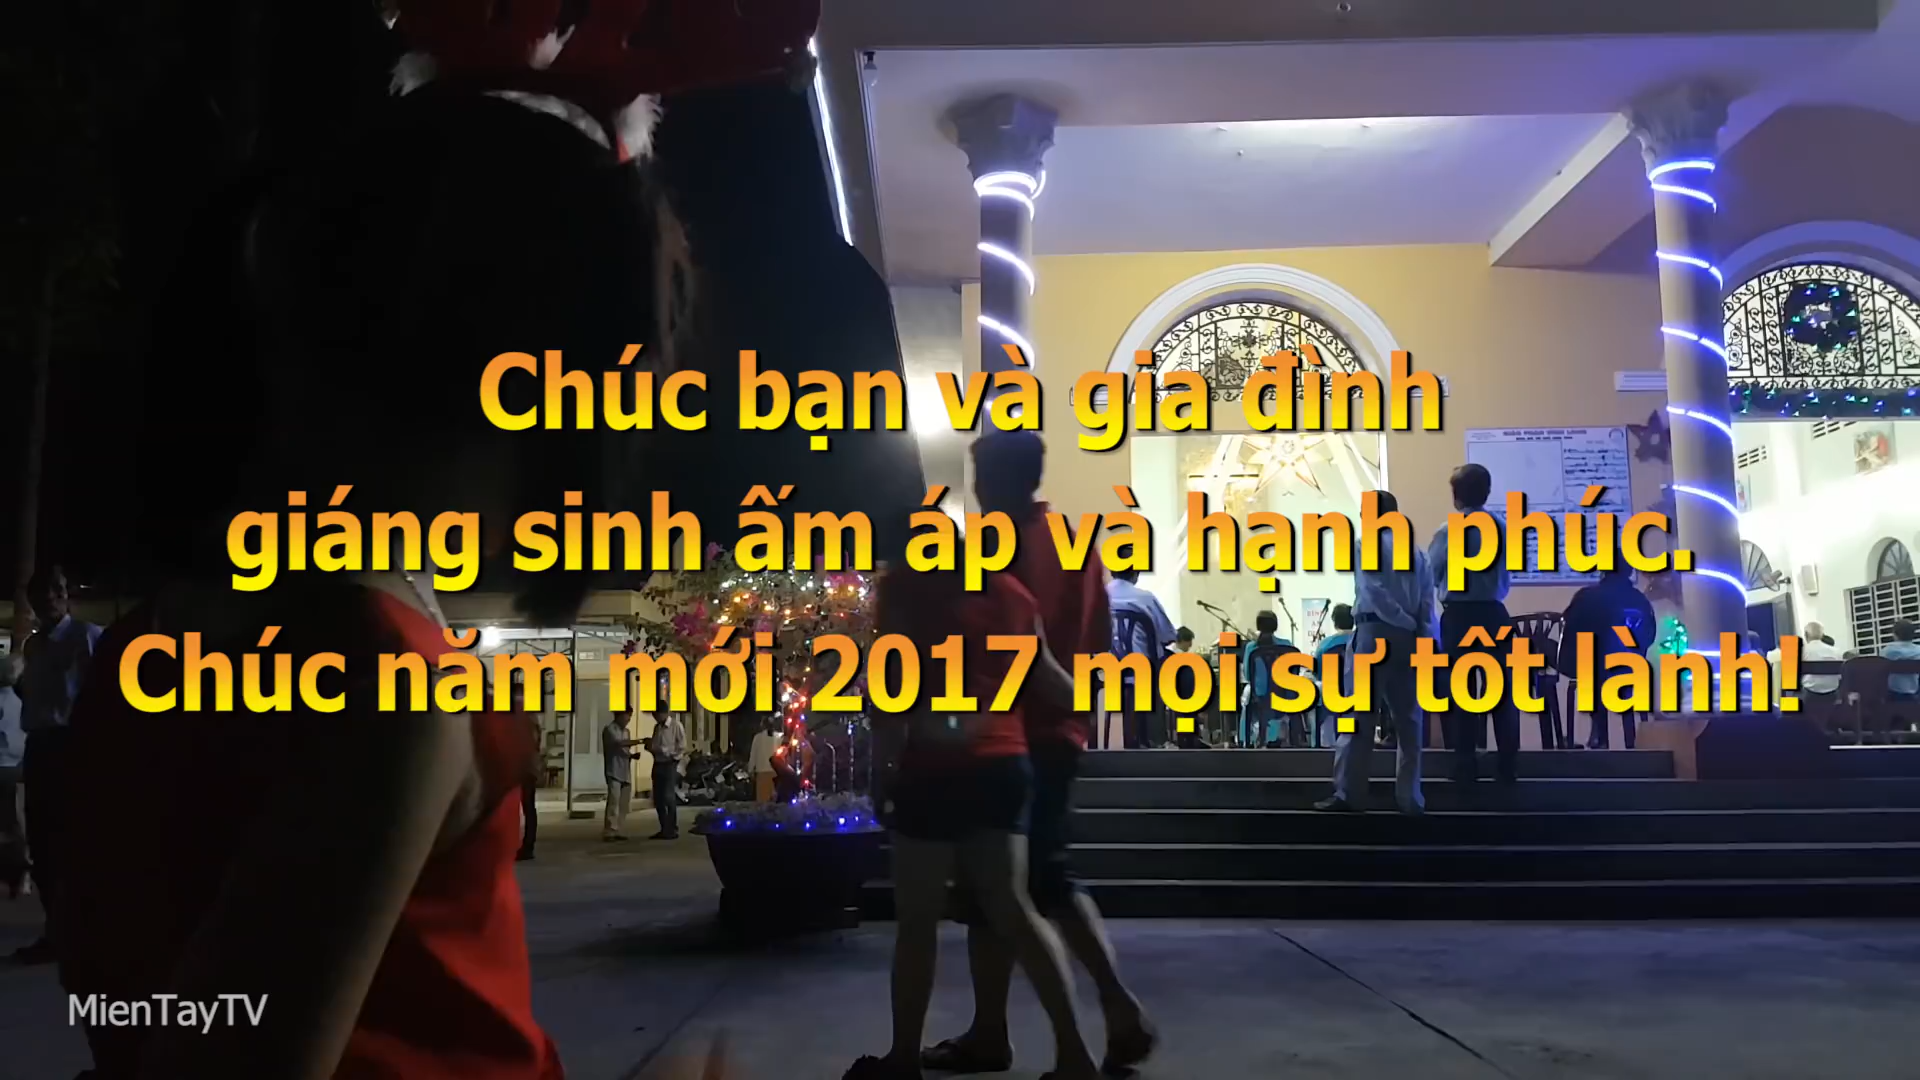 Chúc bạn và gia đình
giáng sinh ấm áp và hạnh phúc.
Chúc năm mới 2017 mọi sự tốt lành!
MienTayTV